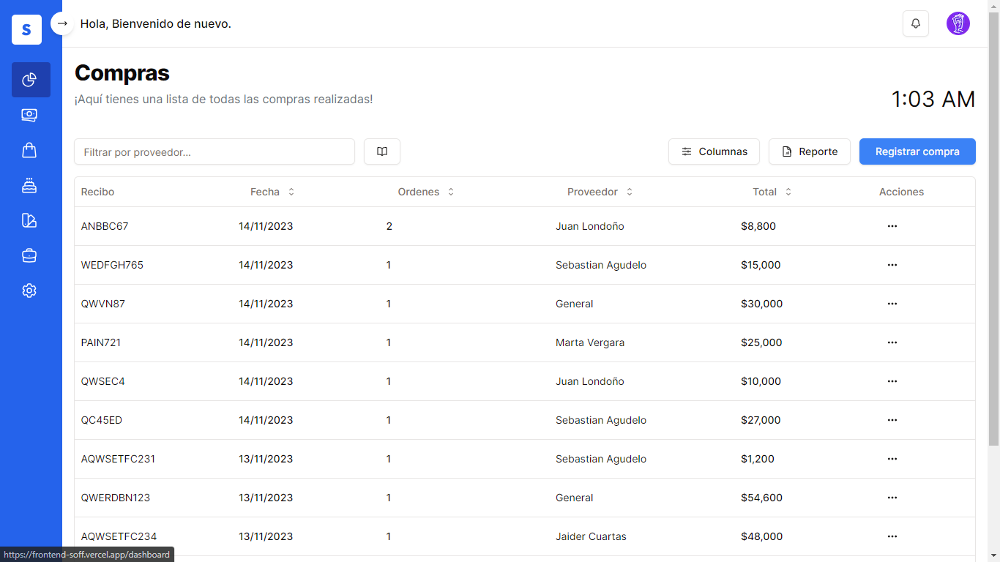 S
Hola, Bienvenido de nuevo.
Compras
¡Aquí tienes una lista de todas las compras realizadas!
1:03 AM
Filtrar por proveedor...
Columnas
Reporte
Registrar compra
Recibo Fecha Ordenes Proveedor Total Acciones
ANBBC67 14/11/2023 2 Juan Londoño $8,800
WEDFGH765 14/11/2023 1 Sebastian Agudelo $15,000
QWVN87 14/11/2023 1 General $30,000
PAIN721 14/11/2023 1 Marta Vergara $25,000
QWSEC4 14/11/2023 1 Juan Londoño $10,000
QC45ED 14/11/2023 1 Sebastian Agudelo $27,000
AQWSETFC231 13/11/2023 1 Sebastian Agudelo $1,200
QWERDBN123 13/11/2023 1 General $54,600
AQWSETFC234 13/11/2023 1 Jaider Cuartas $48,000
https://frontend-soff.vercel.app/dashboard